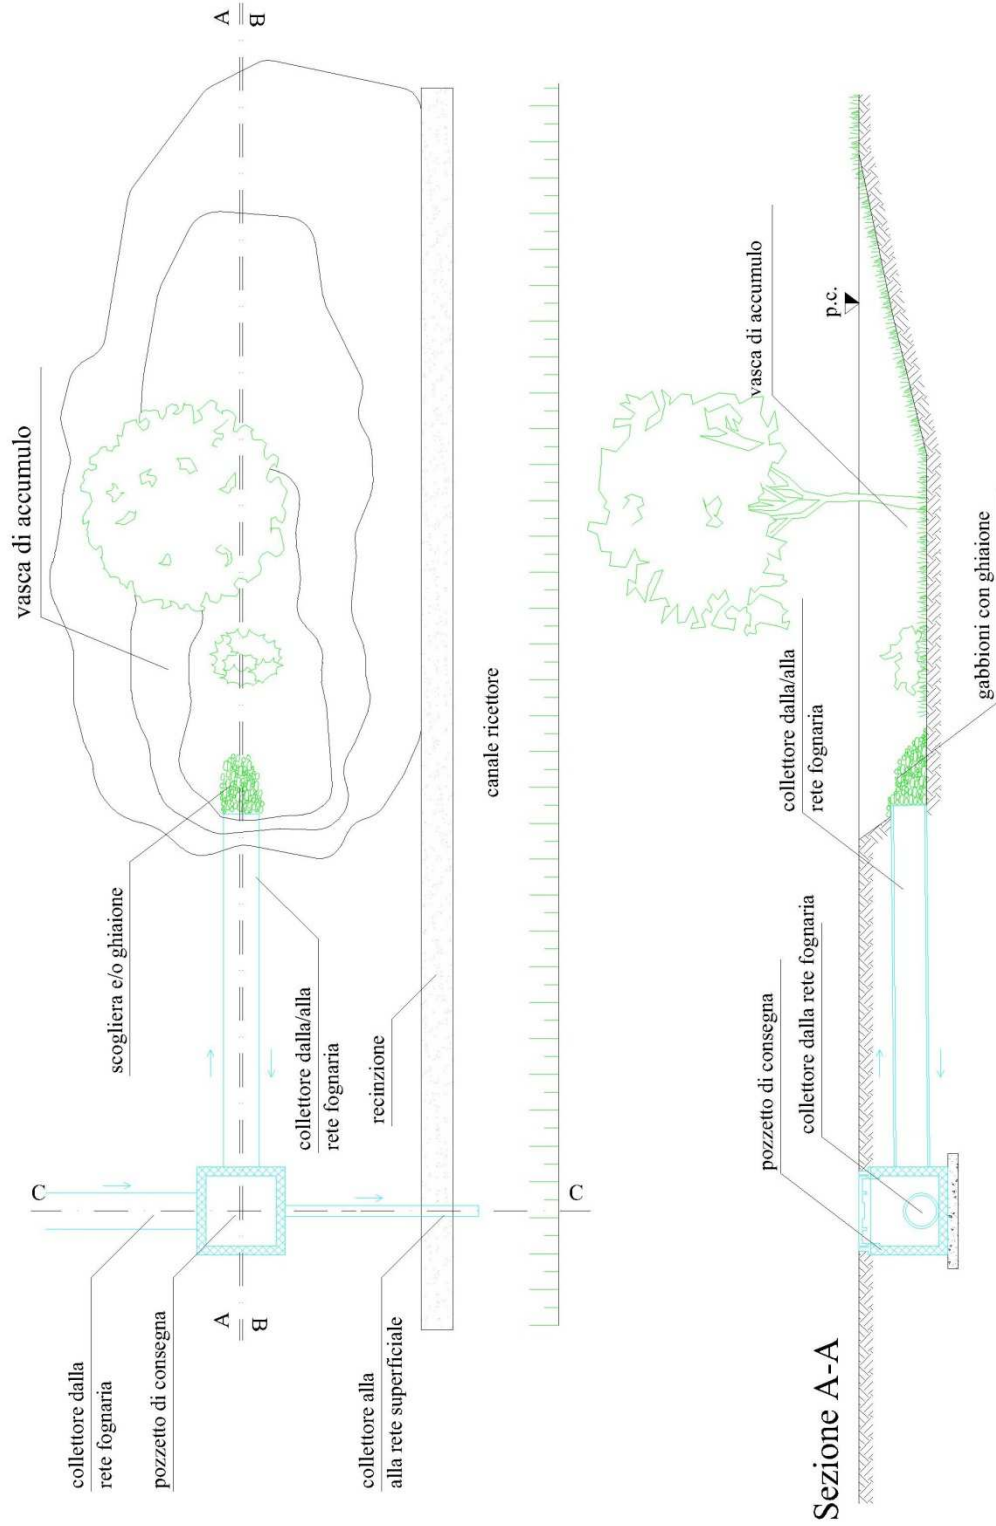 A
B
vasca di accumulo
scogliera e/o ghiaione
collettore dalla/alla
rete fognaria
recinzione
canale ricettore
C
C
A
B
collettore dalla
rete fognaria
pozzetto di consegna
collettore alla
alla rete superficiale
Sezione A-A
pozzetto di consegna
collettore dalla rete fognaria
collettore dalla/alla
rete fognaria
vasca di accumulo
p.c.
gabbioni con ghiaione